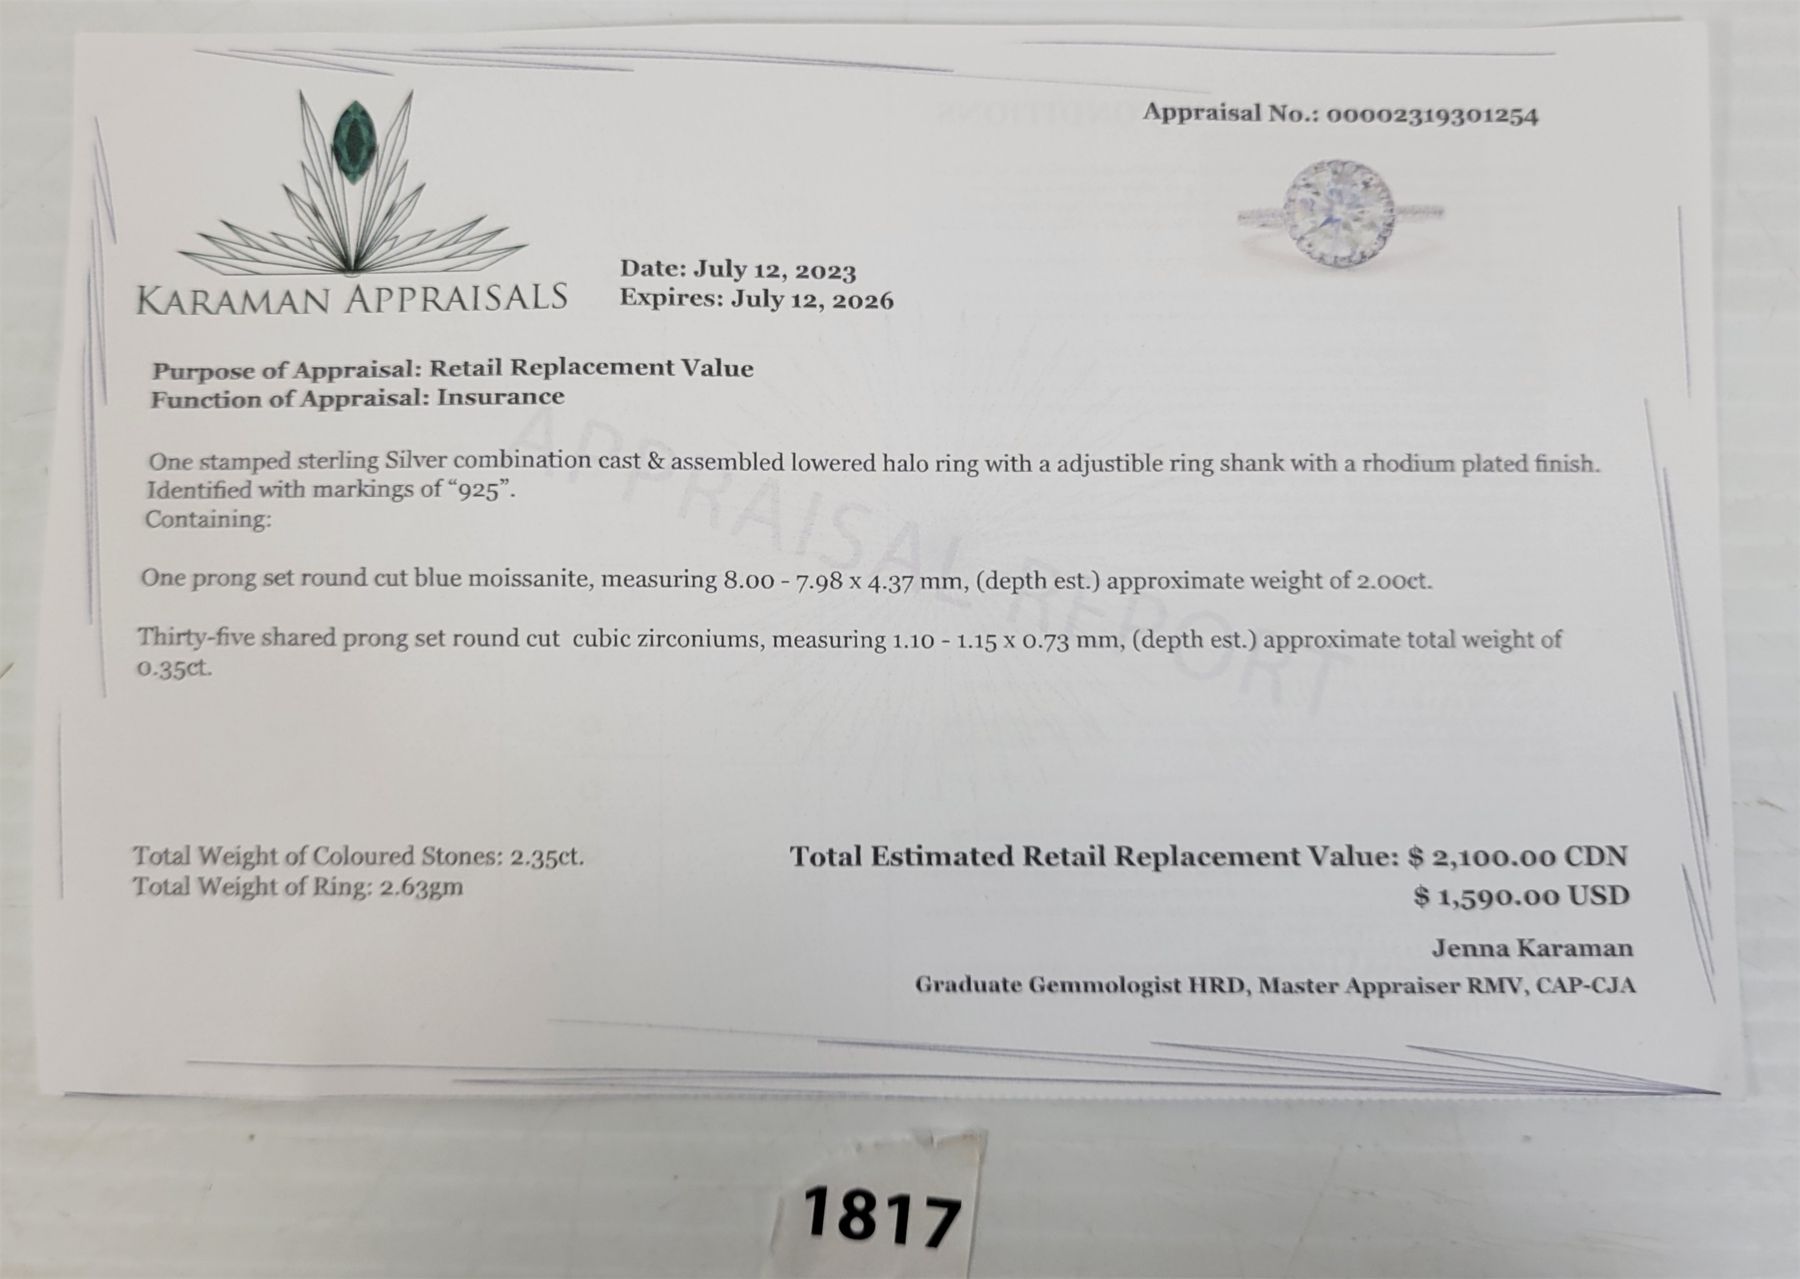 Appraisal No.: 00002319301254
KARAMAN APPRAISALS
Date: July 12, 2023
Expires: July 12, 2026
Purpose of Appraisal: Retail Replacement Value
Function of Appraisal: Insurance
One stamped sterling Silver combination cast & assembled lowered halo ring with a adjustible ring shank with a rhodium plated finish.
Identified with markings of “925”.
Containing:
APPRAISAL REPORT
One prong set round cut blue moissanite, measuring 8.00 - 7.98 x 4.37 mm, (depth est.) approximate weight of 2.00ct.
Thirty-five shared prong set round cut cubic zirconiums, measuring 1.10 - 1.15 x 0.73 mm, (depth est.) approximate total weight of
0.35ct.
Total Weight of Coloured Stones: 2.35ct.
Total Weight of Ring: 2.63gm
Total Estimated Retail Replacement Value: $ 2,100.00 CDN
$ 1,590.00 USD
Jenna Karaman
Graduate Gemmologist HRD, Master Appraiser RMV, CAP-CJA
1817